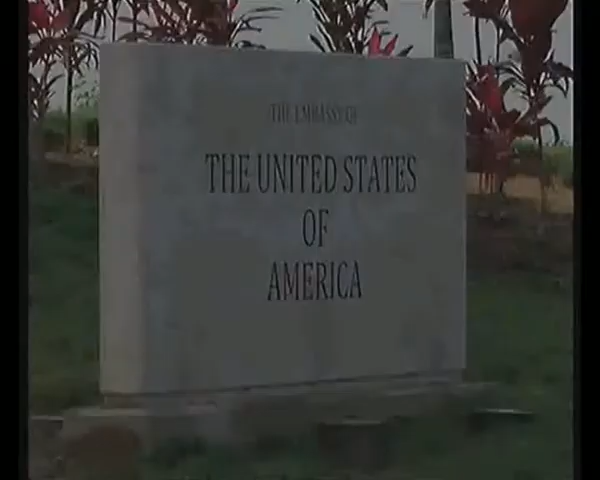 THE EMBASSY OF
THE UNITED STATES
OF
AMERICA